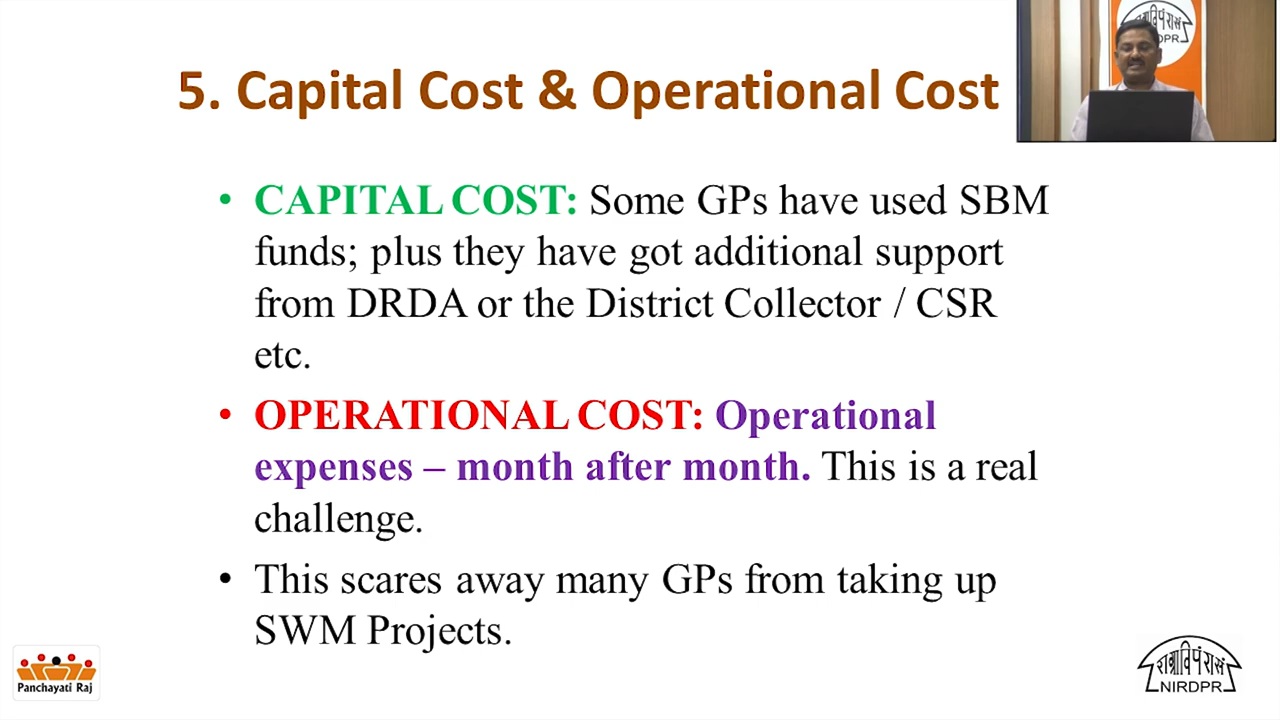 5. Capital Cost & Operational Cost
• CAPITAL COST: Some GPs have used SBM
funds; plus they have got additional support
from DRDA or the District Collector / CSR
etc.
• OPERATIONAL COST: Operational
expenses – month after month. This is a real
challenge.
• This scares away many GPs from taking up
SWM Projects.
Panchayati Raj
NIRDPR